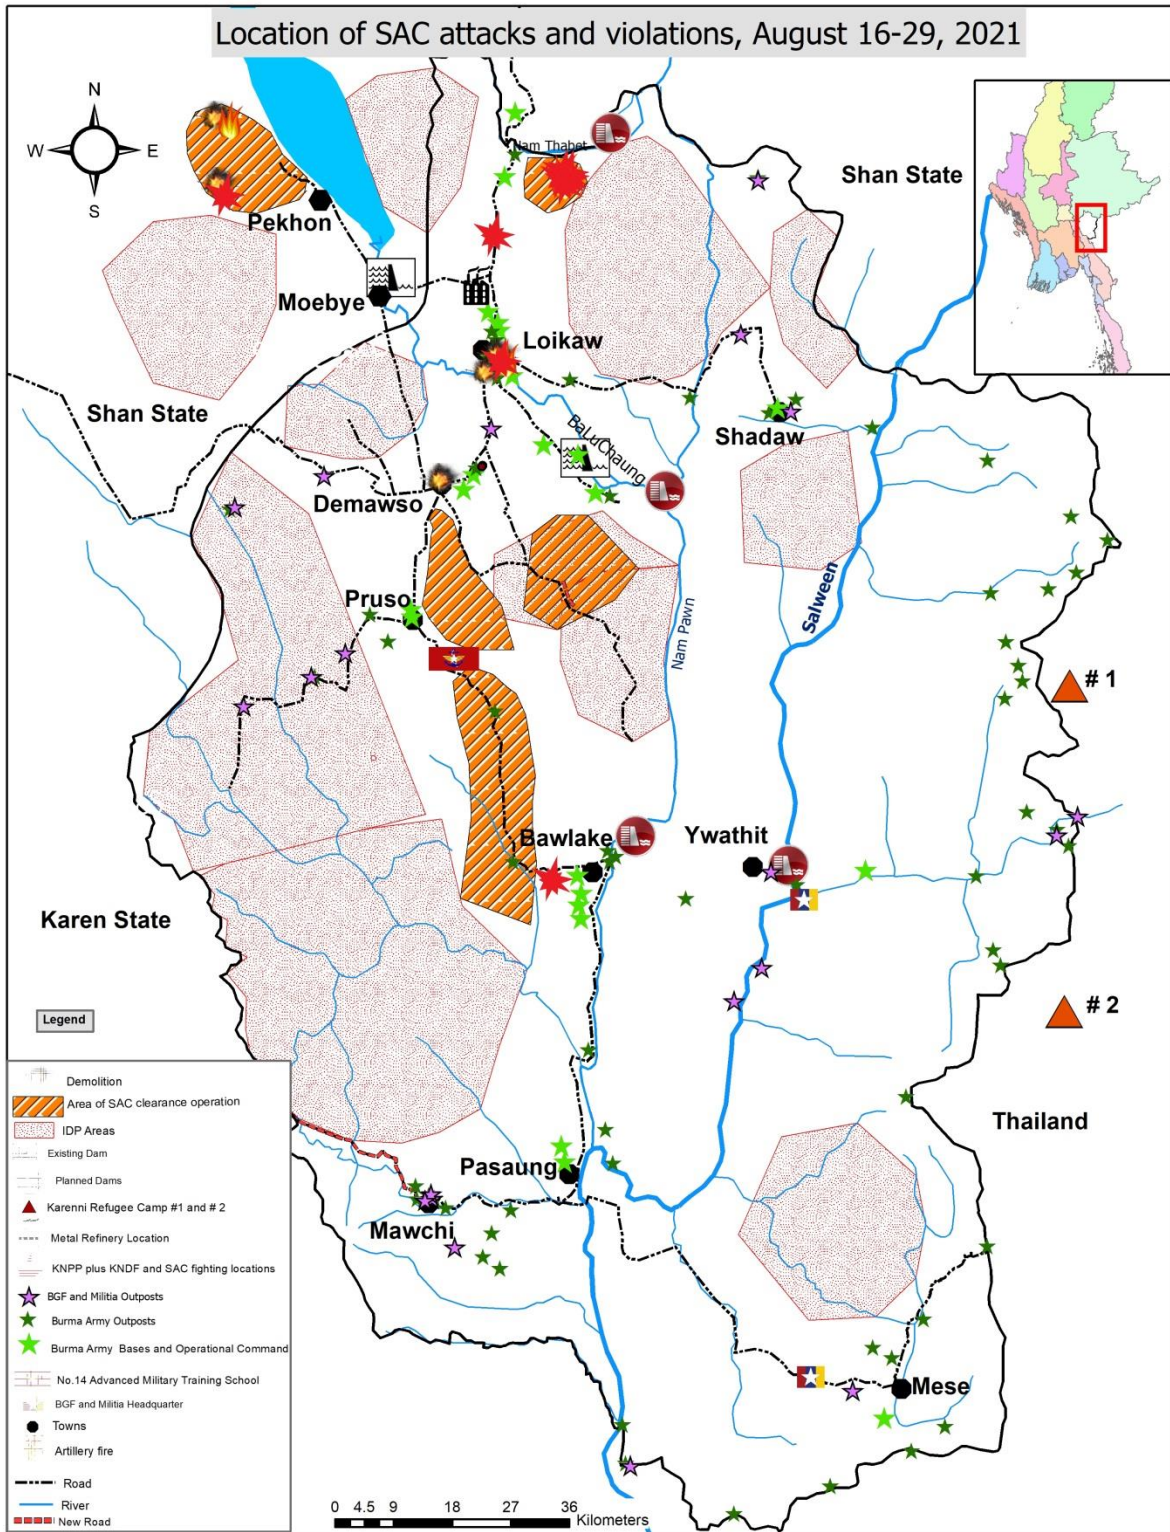 Location of SAC attacks and violations, August 16-29, 2021
N
W
E
S
Nam Thabet
Shan State
Pekhon
Moebye
Loikaw
Shan State
BaLuChaung
Shadaw
Demawso
Salween
Pruso
Nam Pawn
# 1
Bawlake
Ywathit
Karen State
# 2
Legend
Thailand
Demolition
Area of SAC clearance operation
IDP Areas
Existing Dam
Planned Dams
Karenni Refugee Camp #1 and # 2
Metal Refinery Location
KNPP plus KNDF and SAC fighting locations
BGF and Militia Outposts
Burma Army Outposts
Burma Army Bases and Operational Command
No.14 Advanced Military Training School
BGF and Militia Headquarter
Towns
Artillery fire
Road
River
New Road
Pasaung
Mawchi
Mese
0 4.5 9 18 27 36
Kilometers